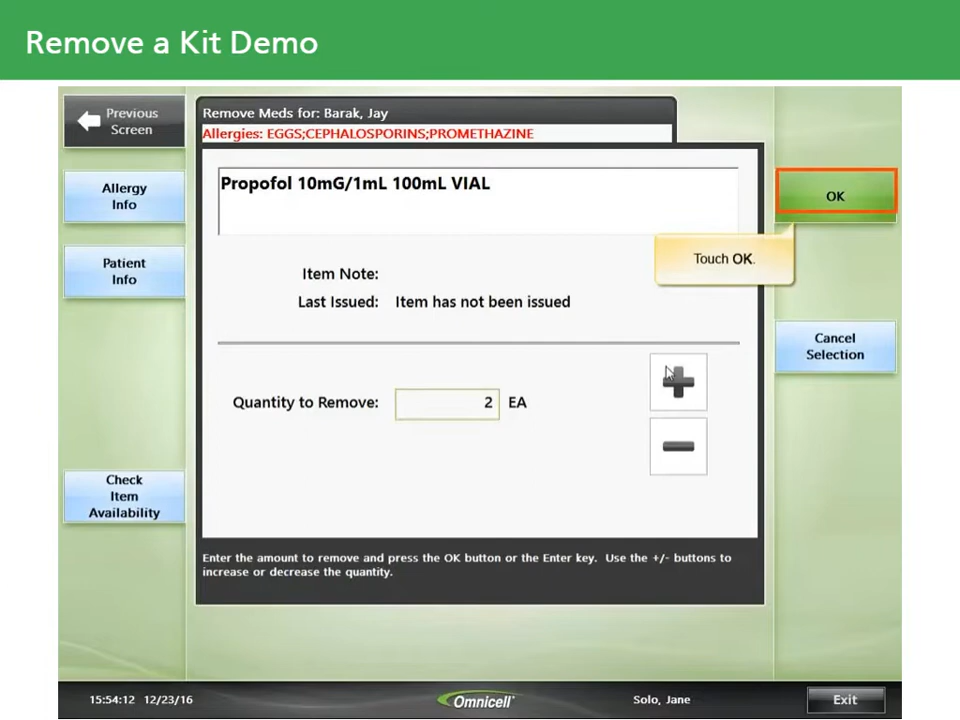 Remove a Kit Demo
Previous
Screen
Remove Meds for: Barak, Jay
Allergies: EGGS;CEPHALOSPORINS;PROMETHAZINE
Allergy
Info
Propofol 10mG/1mL 100mL VIAL
OK
Touch OK.
Patient
Info
Item Note:
Last Issued: Item has not been issued
Cancel
Selection
Quantity to Remove: 2 EA
Check
Item
Availability
Enter the amount to remove and press the OK button or the Enter key. Use the +/- buttons to
increase or decrease the quantity.
15:54:12 12/23/16
Omnicell
Solo, Jane
Exit